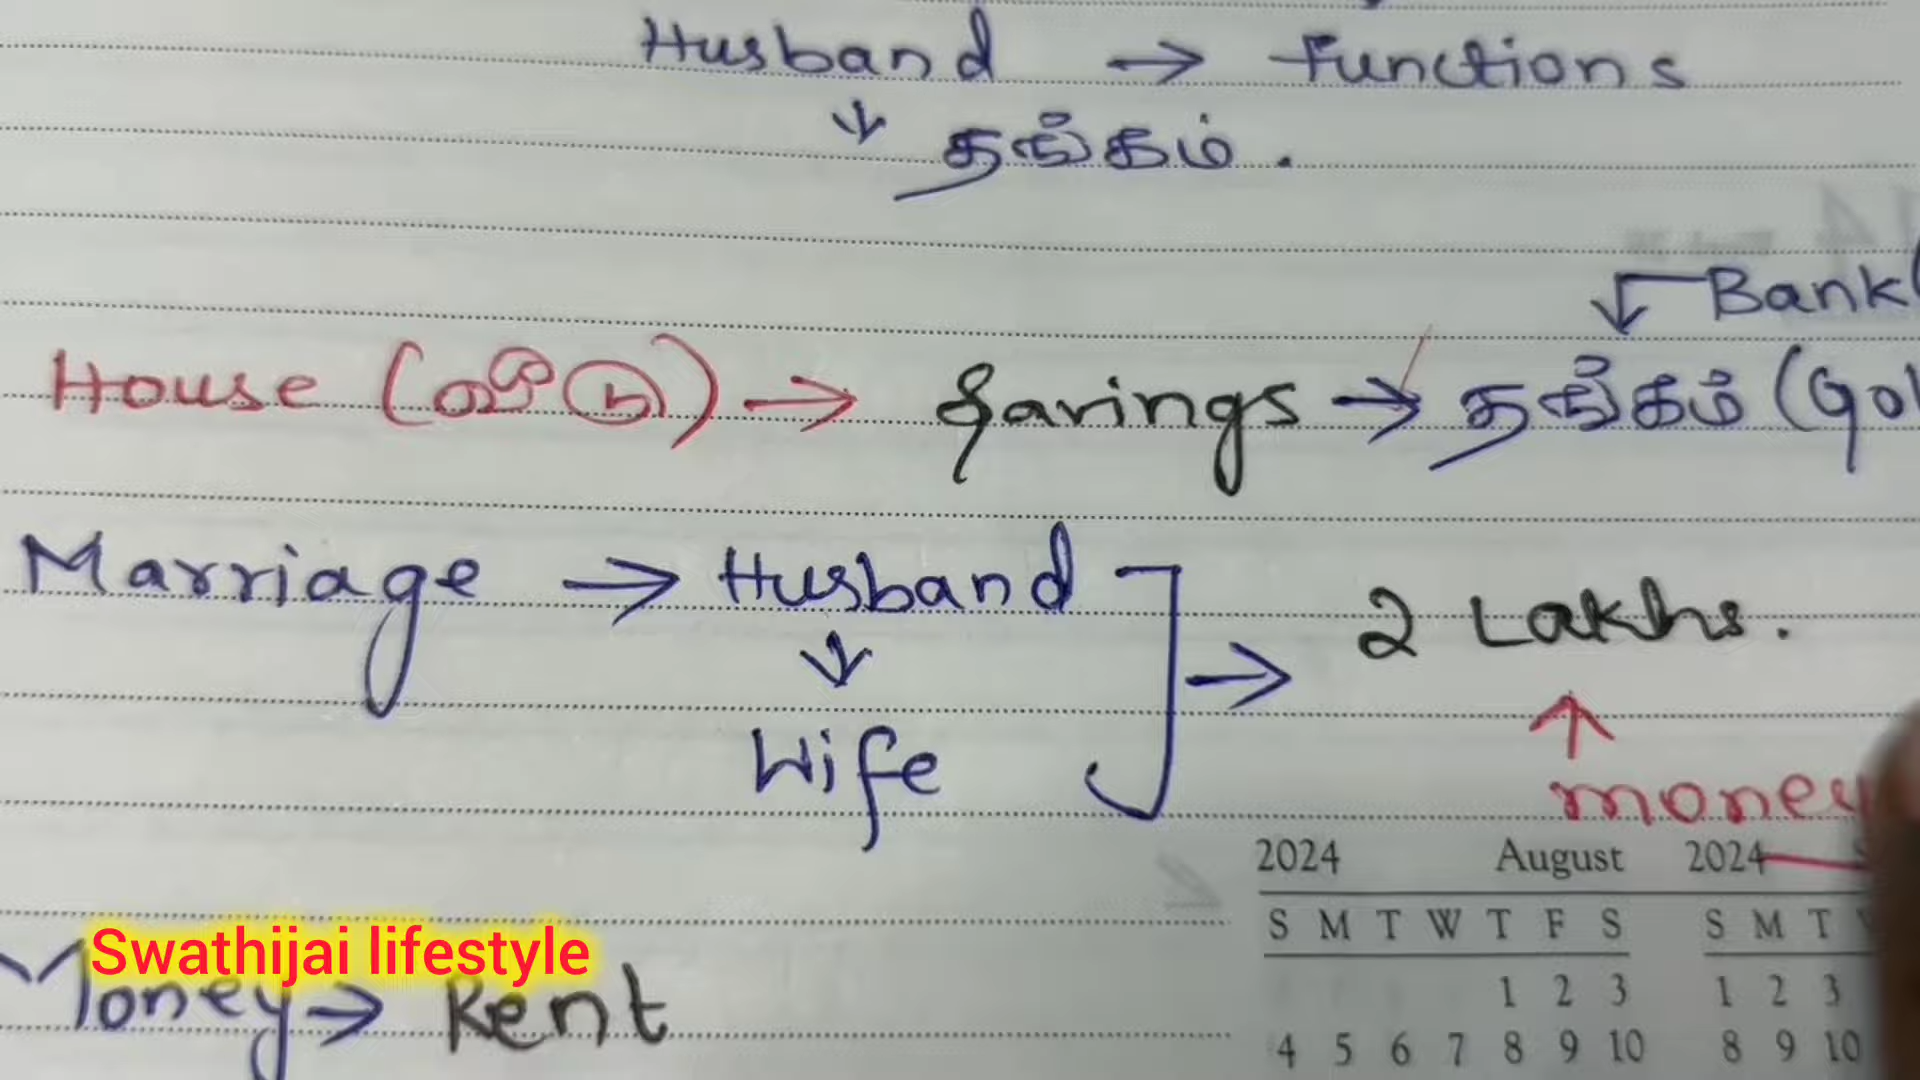 Husband → Functions
↓ தங்கம்.
↓ Bank(
House (வீடு) → Savings → தங்கம் (Gol
Marriage → Husband → 2 Lakhs.
↓
Wife
↑
money
2024 August 2024
S M T W T F S S M T
1 2 3 1 2 3
4 5 6 7 8 9 10 8 9 10
Swathijai lifestyle
Money → Rent